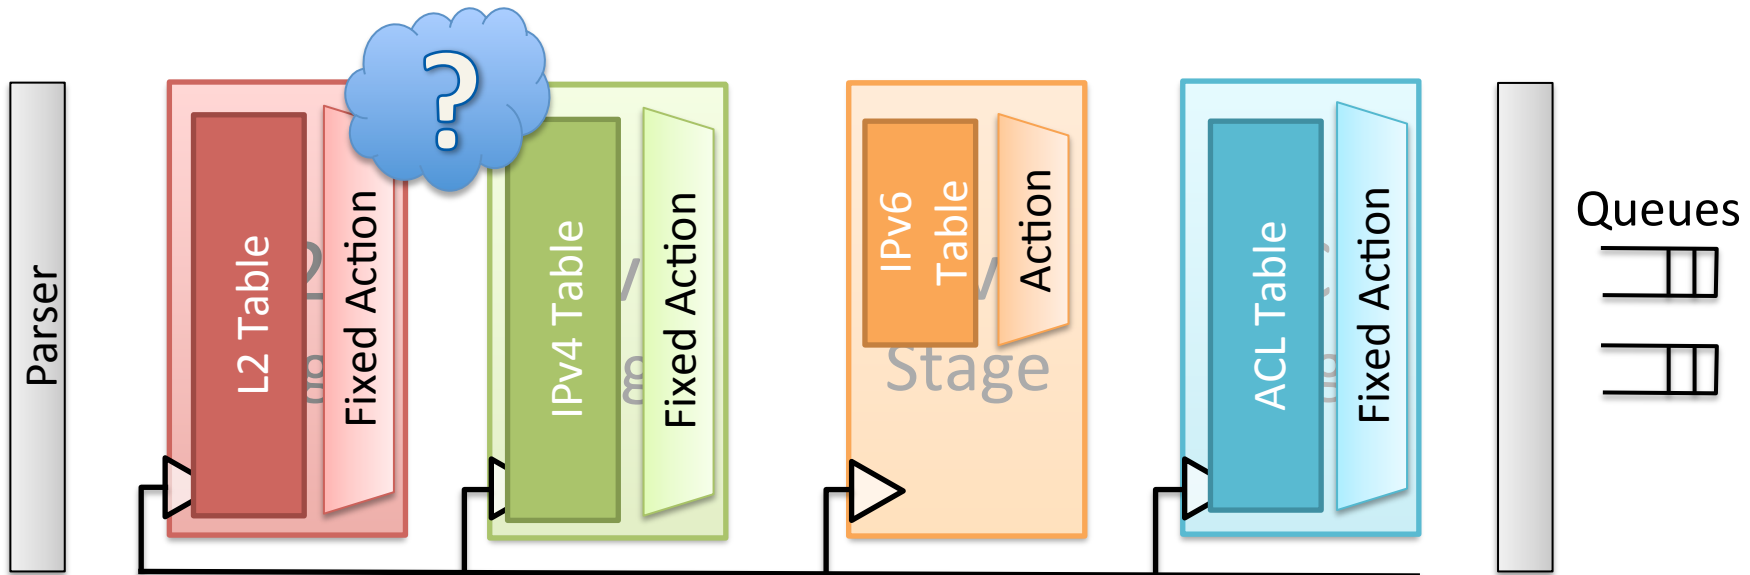 Parser
L2 Table
Fixed Action
?
IPv4 Table
Fixed Action
IPv6
Table
Action
Stage
ACL Table
Fixed Action
Queues